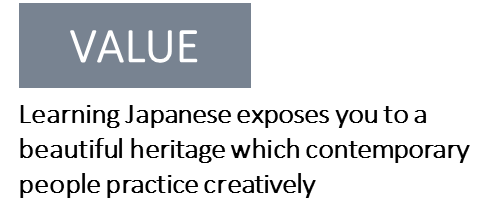 VALUE
Learning Japanese exposes you to a
beautiful heritage which contemporary
people practice creatively